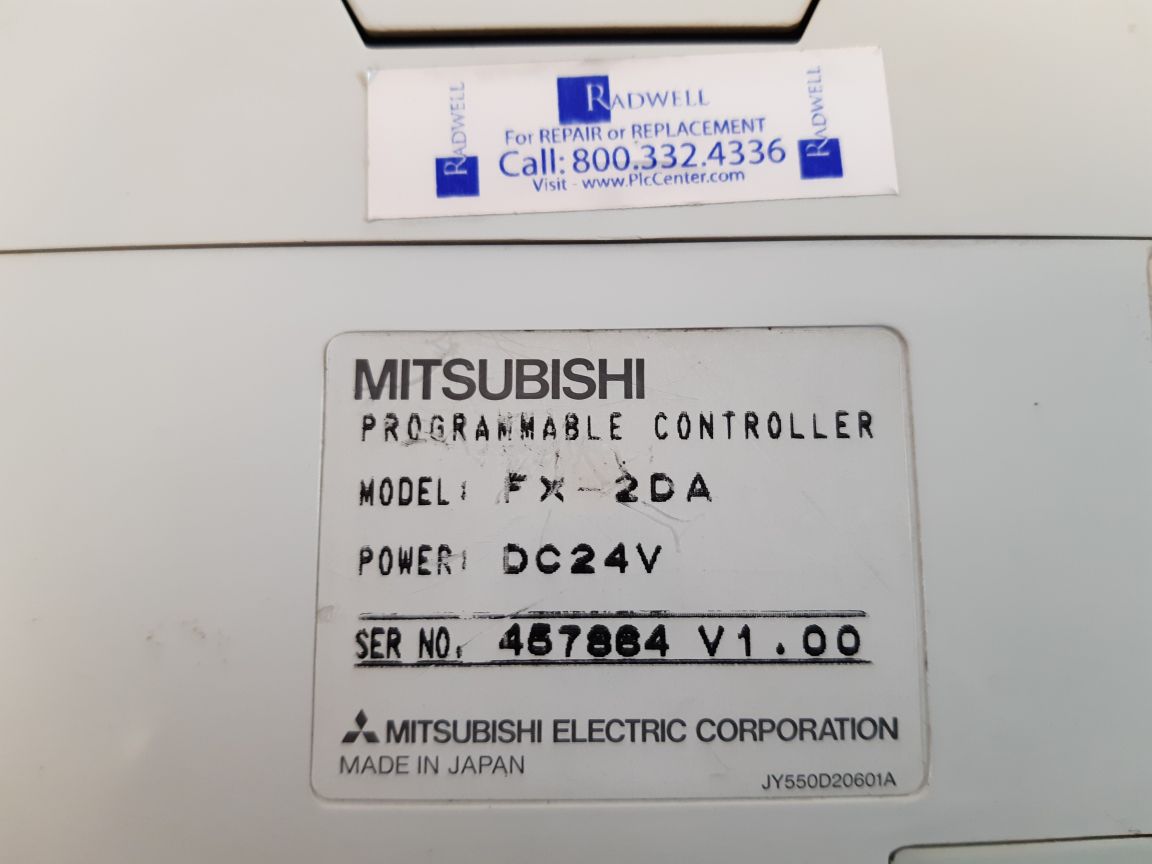 RADWELL
For REPAIR or REPLACEMENT
Call: 800.332.4336
Visit - www.PlcCenter.com
RADWELL
RADWELL
MITSUBISHI
PROGRAMMABLE CONTROLLER
MODEL: FX-2DA
POWER: DC24V
SER NO. V1.00
MITSUBISHI ELECTRIC CORPORATION
MADE IN JAPAN
JY550D20601A